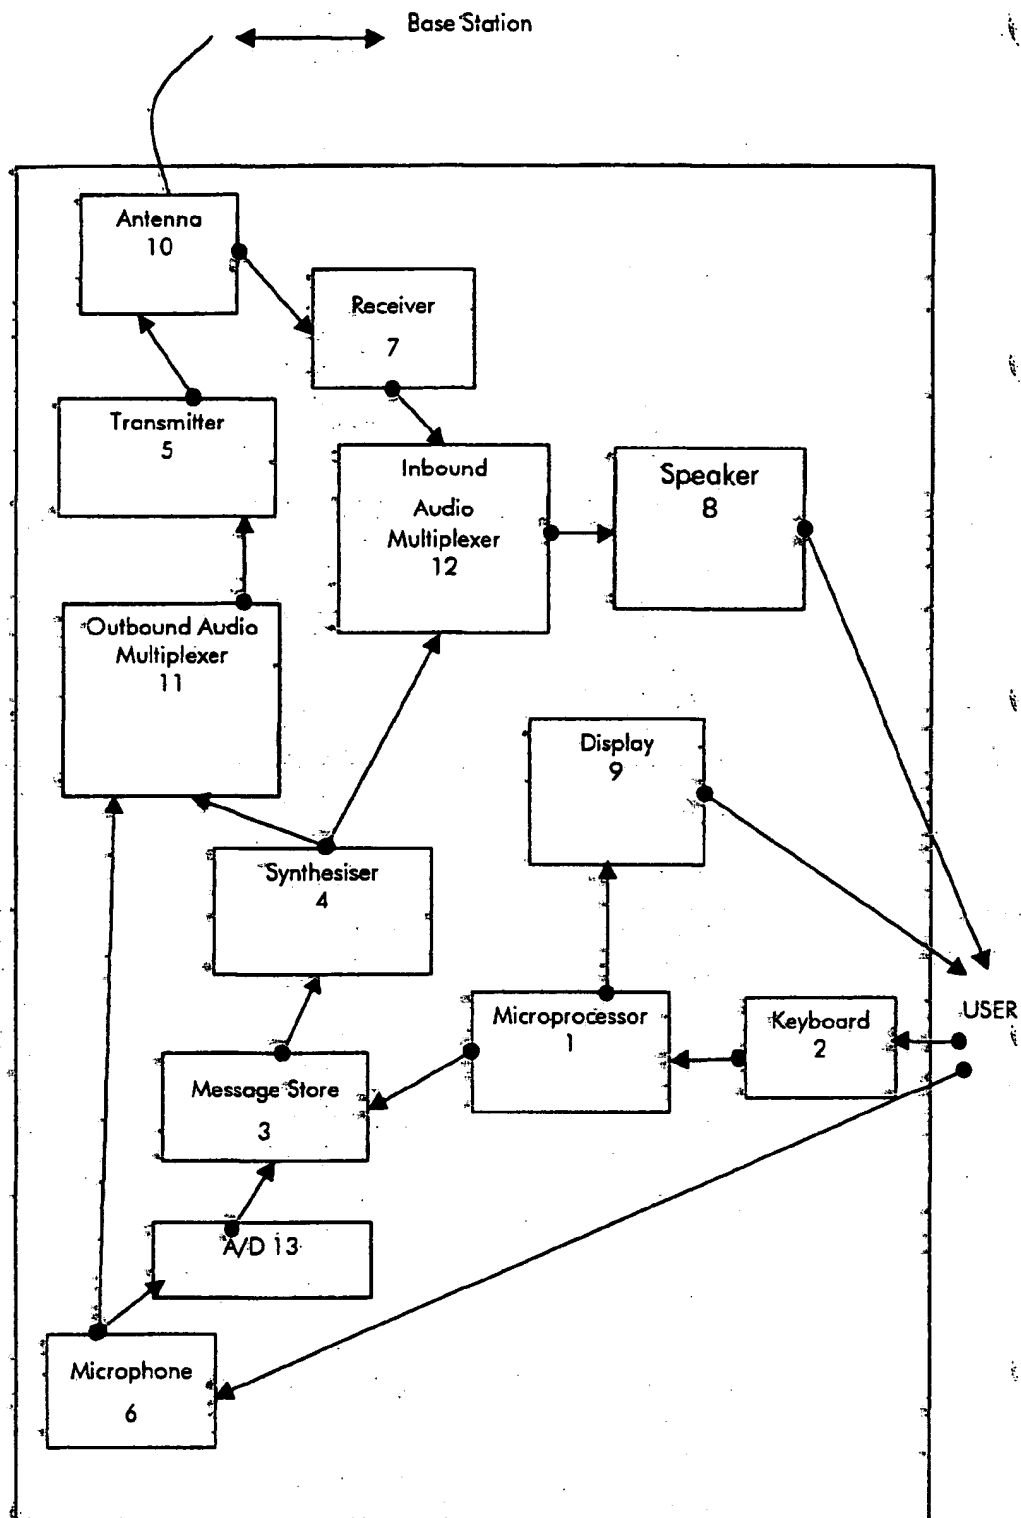 Base Station
Antenna
10
Receiver
7
Transmitter
5
Inbound
Audio
Multiplexer
12
Speaker
8
Outbound Audio
Multiplexer
11
Display
9
Synthesiser
4
Microprocessor
1
Keyboard
2
USER
Message Store
3
A/D 13
Microphone
6